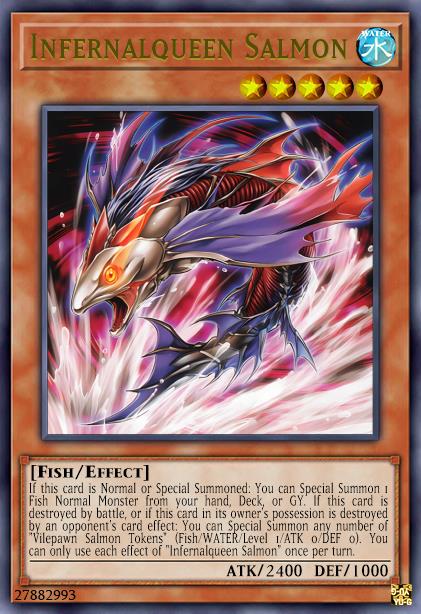 INFERNALQUEEN SALMON
WATER
水
[FISH/EFFECT]
If this card is Normal or Special Summoned: You can Special Summon 1
Fish Normal Monster from your hand, Deck, or GY. If this card is
destroyed by battle, or if this card in its owner's possession is destroyed
by an opponent's card effect: You can Special Summon any number of
"Vilepawn Salmon Tokens" (Fish/WATER/Level 1/ATK 0/DEF 0). You
can only use each effect of "Infernalqueen Salmon" once per turn.
ATK/2400 DEF/1000
27882993